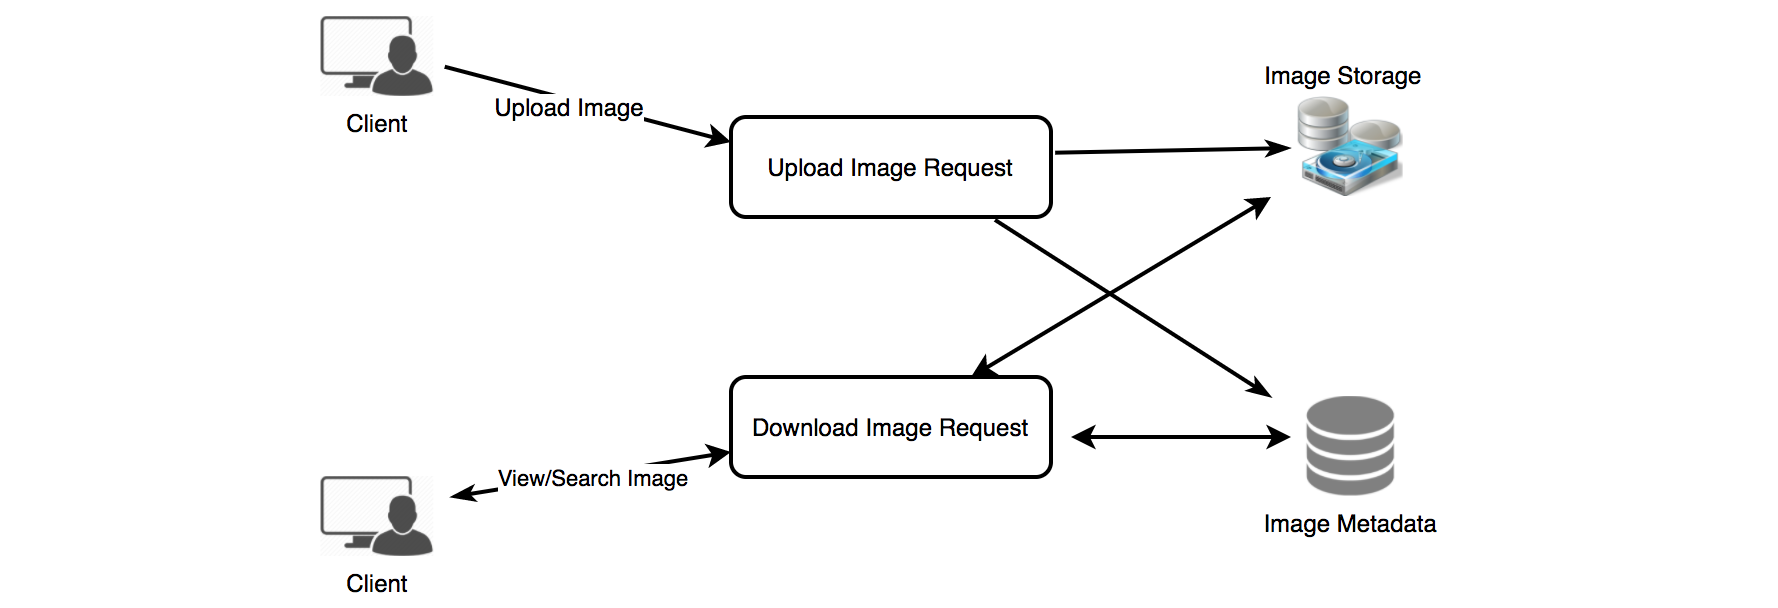 Client
Upload Image
Upload Image Request
Image Storage
Download Image Request
View/Search Image
Client
Image Metadata